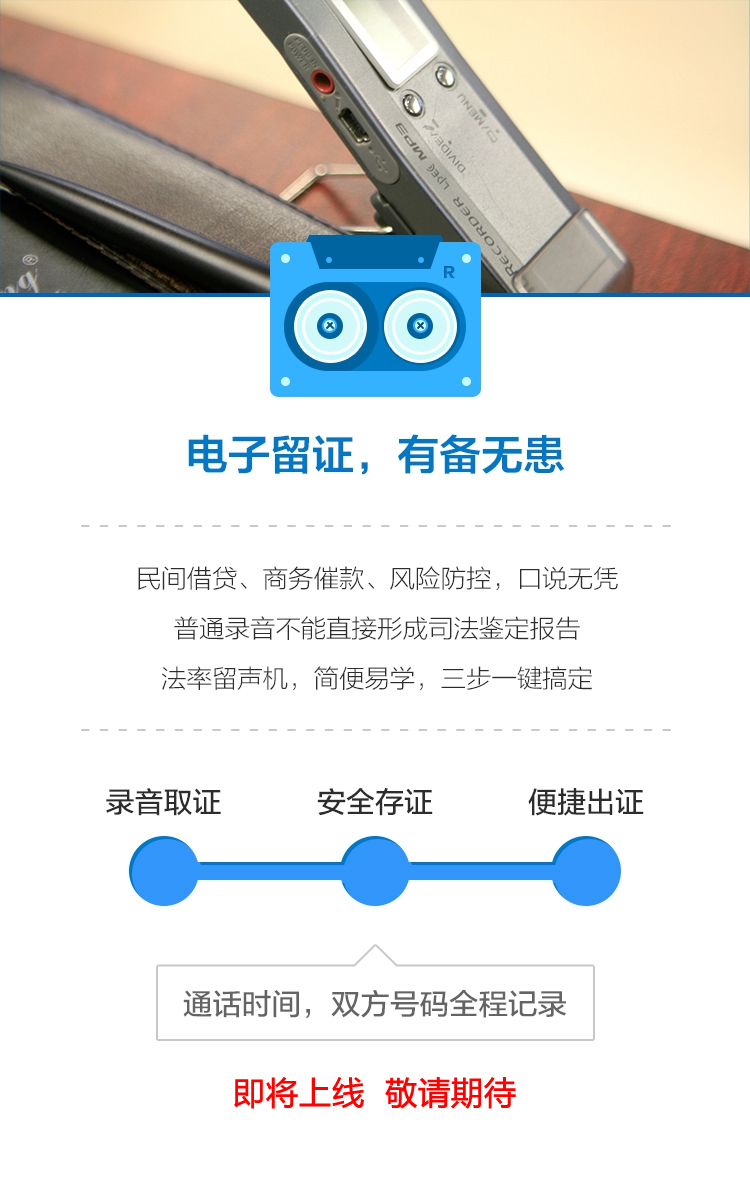 POWER
/MENU
DIVIDE/
MP3
LPEC
RECORDER
®
R
电子留证，有备无患
民间借贷、商务催款、风险防控，口说无凭
普通录音不能直接形成司法鉴定报告
法率留声机，简便易学，三步一键搞定
录音取证 安全存证 便捷出证
通话时间，双方号码全程记录
即将上线 敬请期待